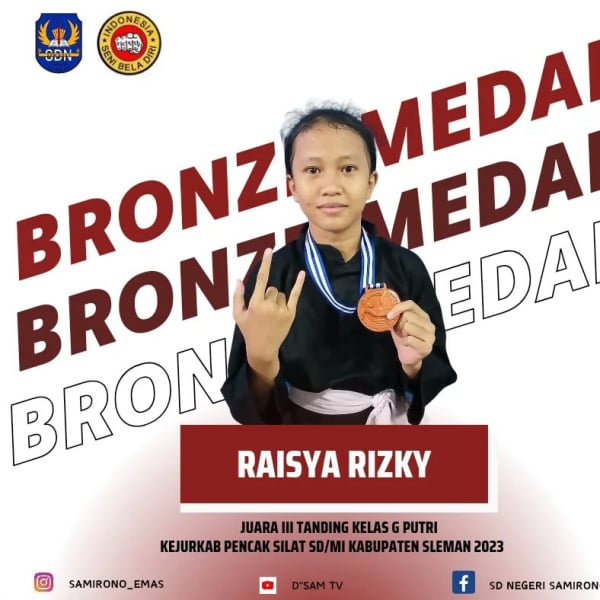 SDN
INDONESIA
SENI BELA DIRI
BRONZE MEDAL
BRONZE MEDAL
BRONZE MEDAL
RAISYA RIZKY
JUARA III TANDING KELAS G PUTRI
KEJURKAB PENCAK SILAT SD/MI KABUPATEN SLEMAN 2023
SAMIRONO_EMAS
D"SAM TV
SD NEGERI SAMIRONO